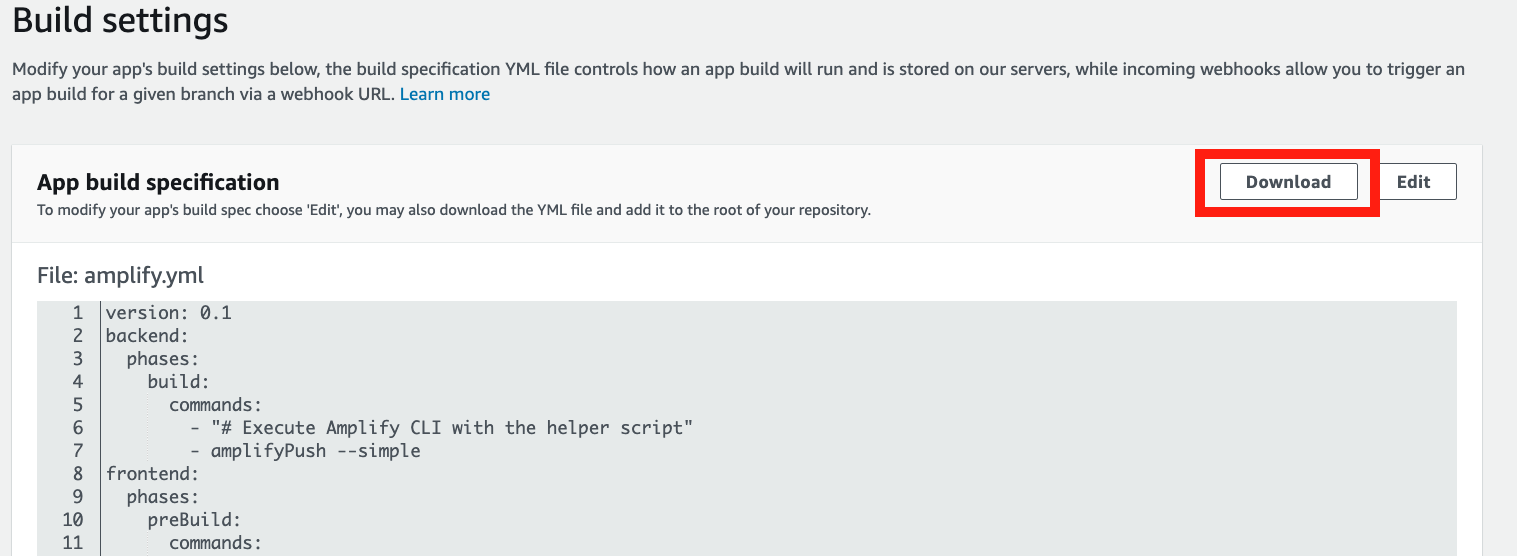 Build settings
Modify your app's build settings below, the build specification YML file controls how an app build will run and is stored on our servers, while incoming webhooks allow you to trigger an
app build for a given branch via a webhook URL. Learn more
App build specification
Download Edit
To modify your app's build spec choose 'Edit', you may also download the YML file and add it to the root of your repository.
File: amplify.yml
1 version: 0.1
2 backend:
3   phases:
4     build:
5       commands:
6         - "# Execute Amplify CLI with the helper script"
7         - amplifyPush --simple
8 frontend:
9   phases:
10     preBuild:
11       commands: